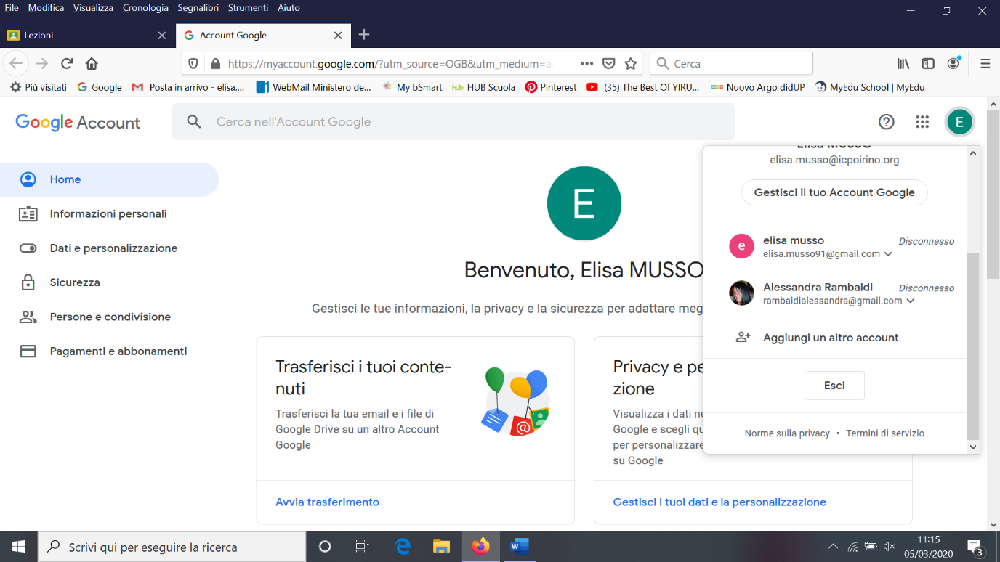 File Modifica Visualizza Cronologia Segnalibri Strumenti Aiuto
Lezioni
Account Google
https://myaccount.google.com/?utm_source=OGB&utm_medium=a
Cerca
Più visitati
Google
Posta in arrivo - elisa....
WebMail Ministero de...
My bSmart
HUB Scuola
Pinterest
(35) The Best Of YIRU...
Nuovo Argo didUP
MyEdu School | MyEdu
Google Account
Cerca nell'Account Google
E
Home
Informazioni personali
Dati e personalizzazione
Sicurezza
Persone e condivisione
Pagamenti e abbonamenti
E
Benvenuto, Elisa MUSSO
Gestisci le tue informazioni, la privacy e la sicurezza per adattare meg
Trasferisci i tuoi conte-
nuti
Trasferisci la tua email e i file di
Google Drive su un altro Account
Google
Avvia trasferimento
Privacy e pe
zione
Visualizza i dati ne
Google e scegli qu
per personalizzare
su Google
Gestisci i tuoi dati e la personalizzazione
Elisa MUSSO
elisa.musso@icpoirino.org
Gestisci il tuo Account Google
e
elisa musso
Disconnesso
elisa.musso91@gmail.com
Alessandra Rambaldi
Disconnesso
rambaldialessandra@gmail.com
Aggiungi un altro account
Esci
Norme sulla privacy • Termini di servizio
Scrivi qui per eseguire la ricerca
11:15
05/03/2020
3